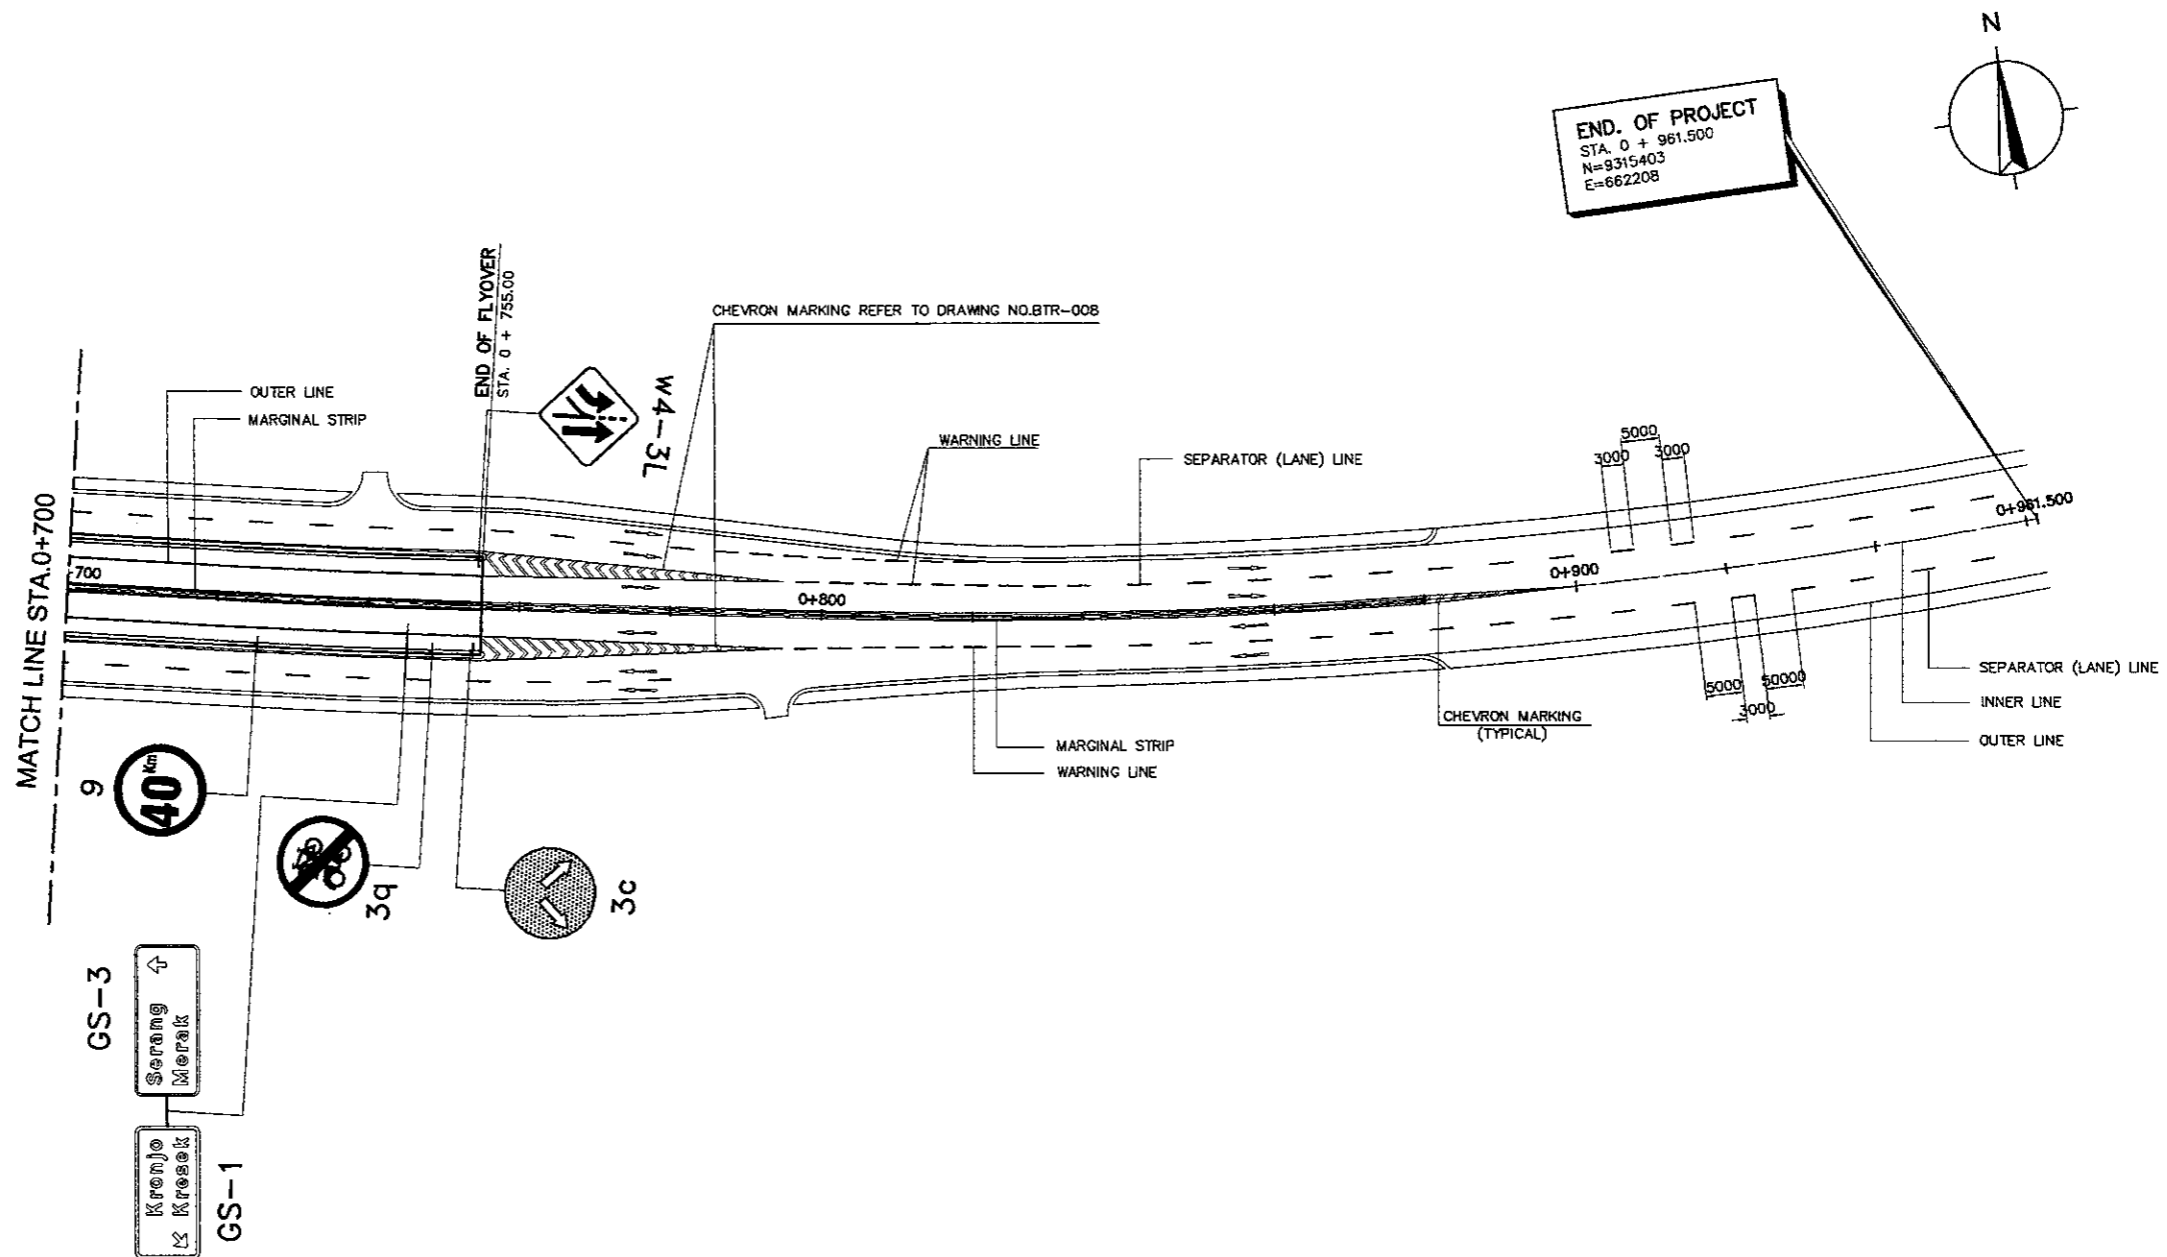 N
END. OF PROJECT
STA. 0 + 961.500
N=9315403
E=662208
END OF FLYOVER
STA. 0 + 755.00
CHEVRON MARKING REFER TO DRAWING NO.BTR-008
W4-3L
OUTER LINE
MARGINAL STRIP
WARNING LINE
SEPARATOR (LANE) LINE
5000
3000
3000
0+961.500
MATCH LINE STA.0+700
700
0+800
0+900
5000
3000
50000
SEPARATOR (LANE) LINE
INNER LINE
OUTER LINE
CHEVRON MARKING
(TYPICAL)
MARGINAL STRIP
WARNING LINE
9
40 Km
3q
3c
GS-3
Serang
Merak
Kronjo
Kresek
GS-1